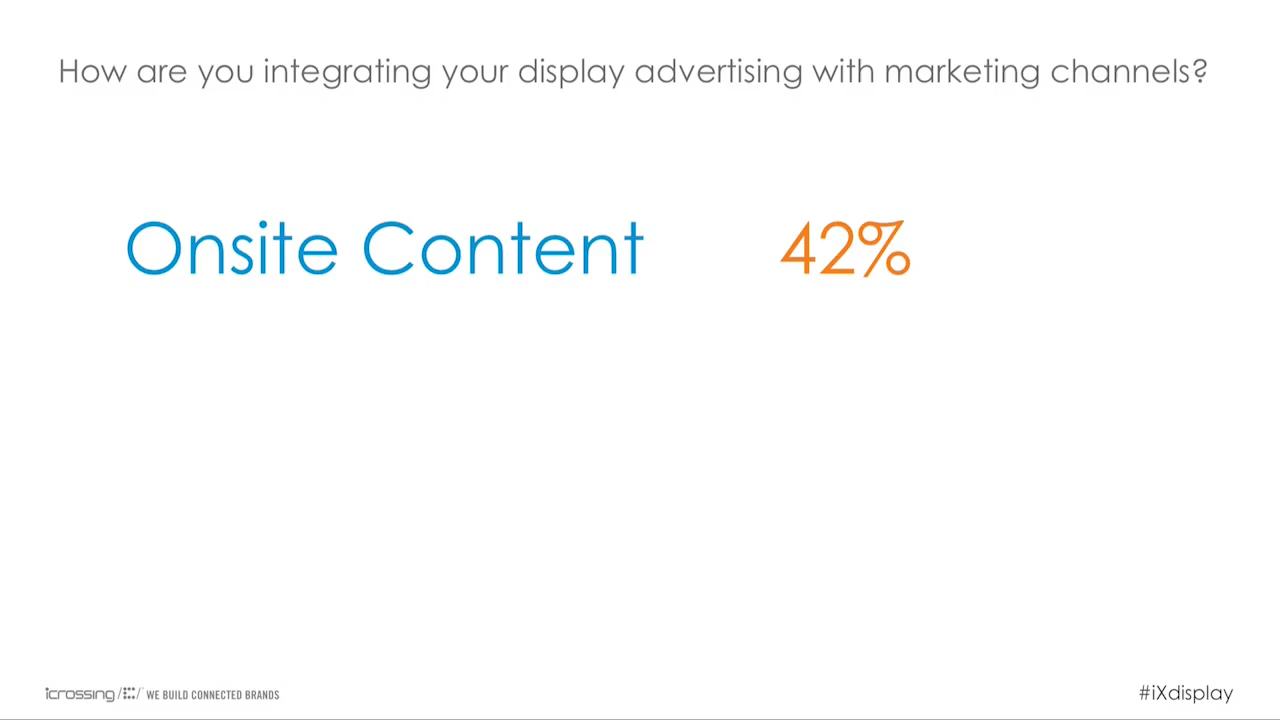 How are you integrating your display advertising with marketing channels?
Onsite Content 42%
icrossing WE BUILD CONNECTED BRANDS
#iXdisplay